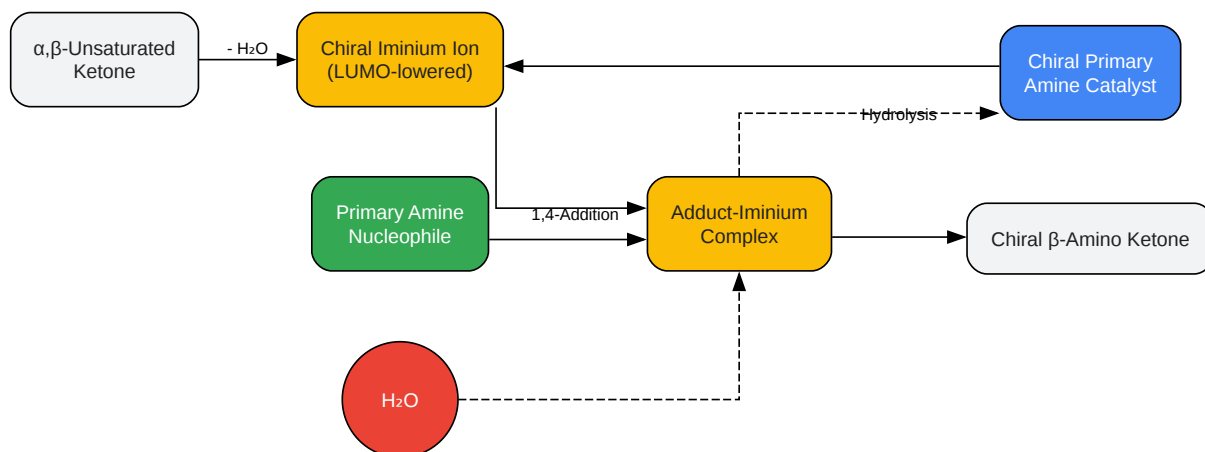 α,β-Unsaturated
Ketone
- H₂O
Chiral Iminium Ion
(LUMO-lowered)
Chiral Primary
Amine Catalyst
Hydrolysis
Primary Amine
Nucleophile
1,4-Addition
Adduct-Iminium
Complex
Chiral β-Amino Ketone
H₂O